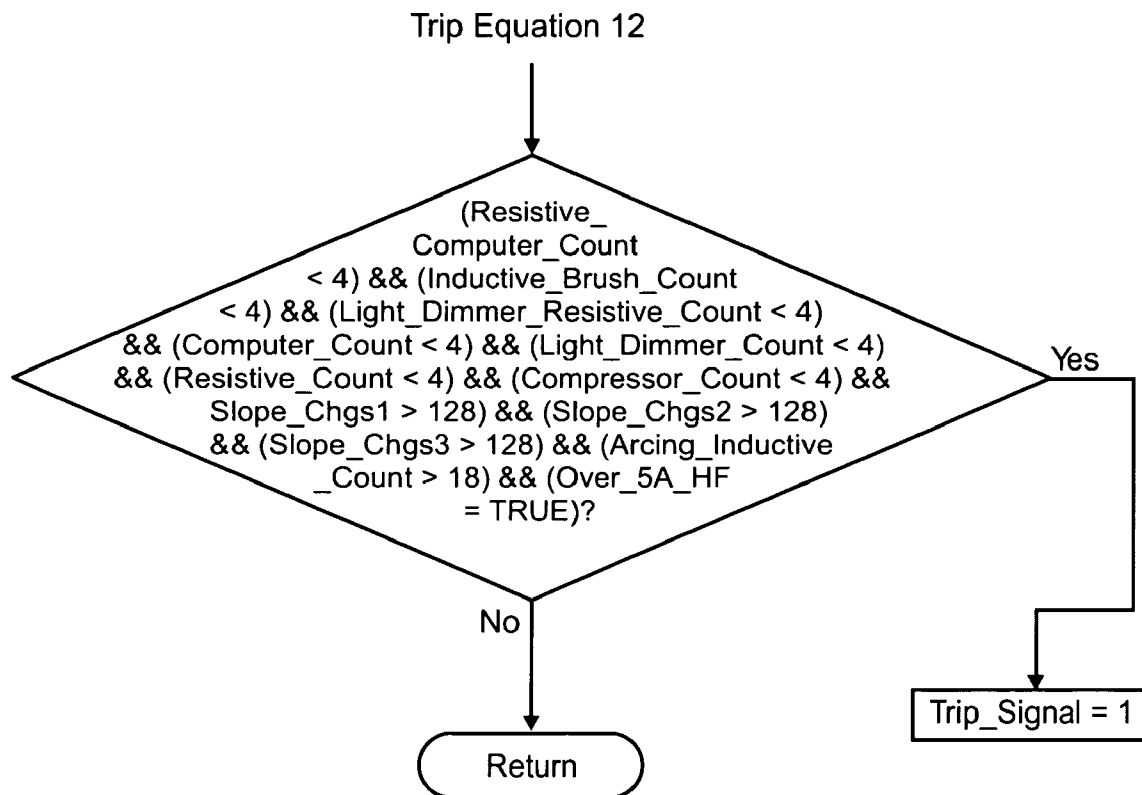 Trip Equation 12
(Resistive_
Computer_Count
< 4) && (Inductive_Brush_Count
< 4) && (Light_Dimmer_Resistive_Count < 4)
&& (Computer_Count < 4) && (Light_Dimmer_Count < 4)
&& (Resistive_Count < 4) && (Compressor_Count < 4) &&
Slope_Chgs1 > 128) && (Slope_Chgs2 > 128)
&& (Slope_Chgs3 > 128) && (Arcing_Inductive
_Count > 18) && (Over_5A_HF
= TRUE)?
Yes
No
Trip_Signal = 1
Return